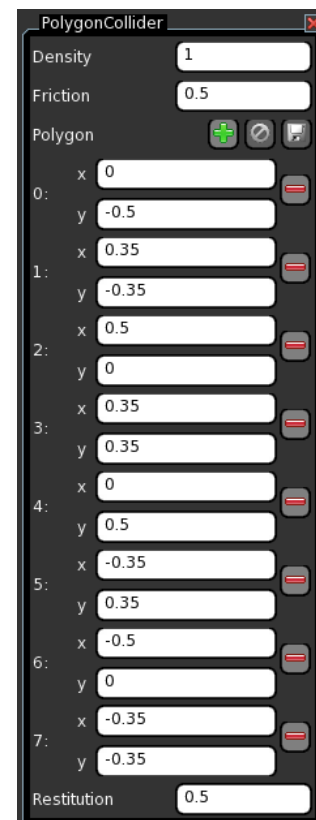 PolygonCollider
Density 1
Friction 0.5
Polygon
0: x 0
y -0.5
1: x 0.35
y -0.35
2: x 0.5
y 0
3: x 0.35
y 0.35
4: x 0
y 0.5
5: x -0.35
y 0.35
6: x -0.5
y 0
7: x -0.35
y -0.35
Restitution 0.5